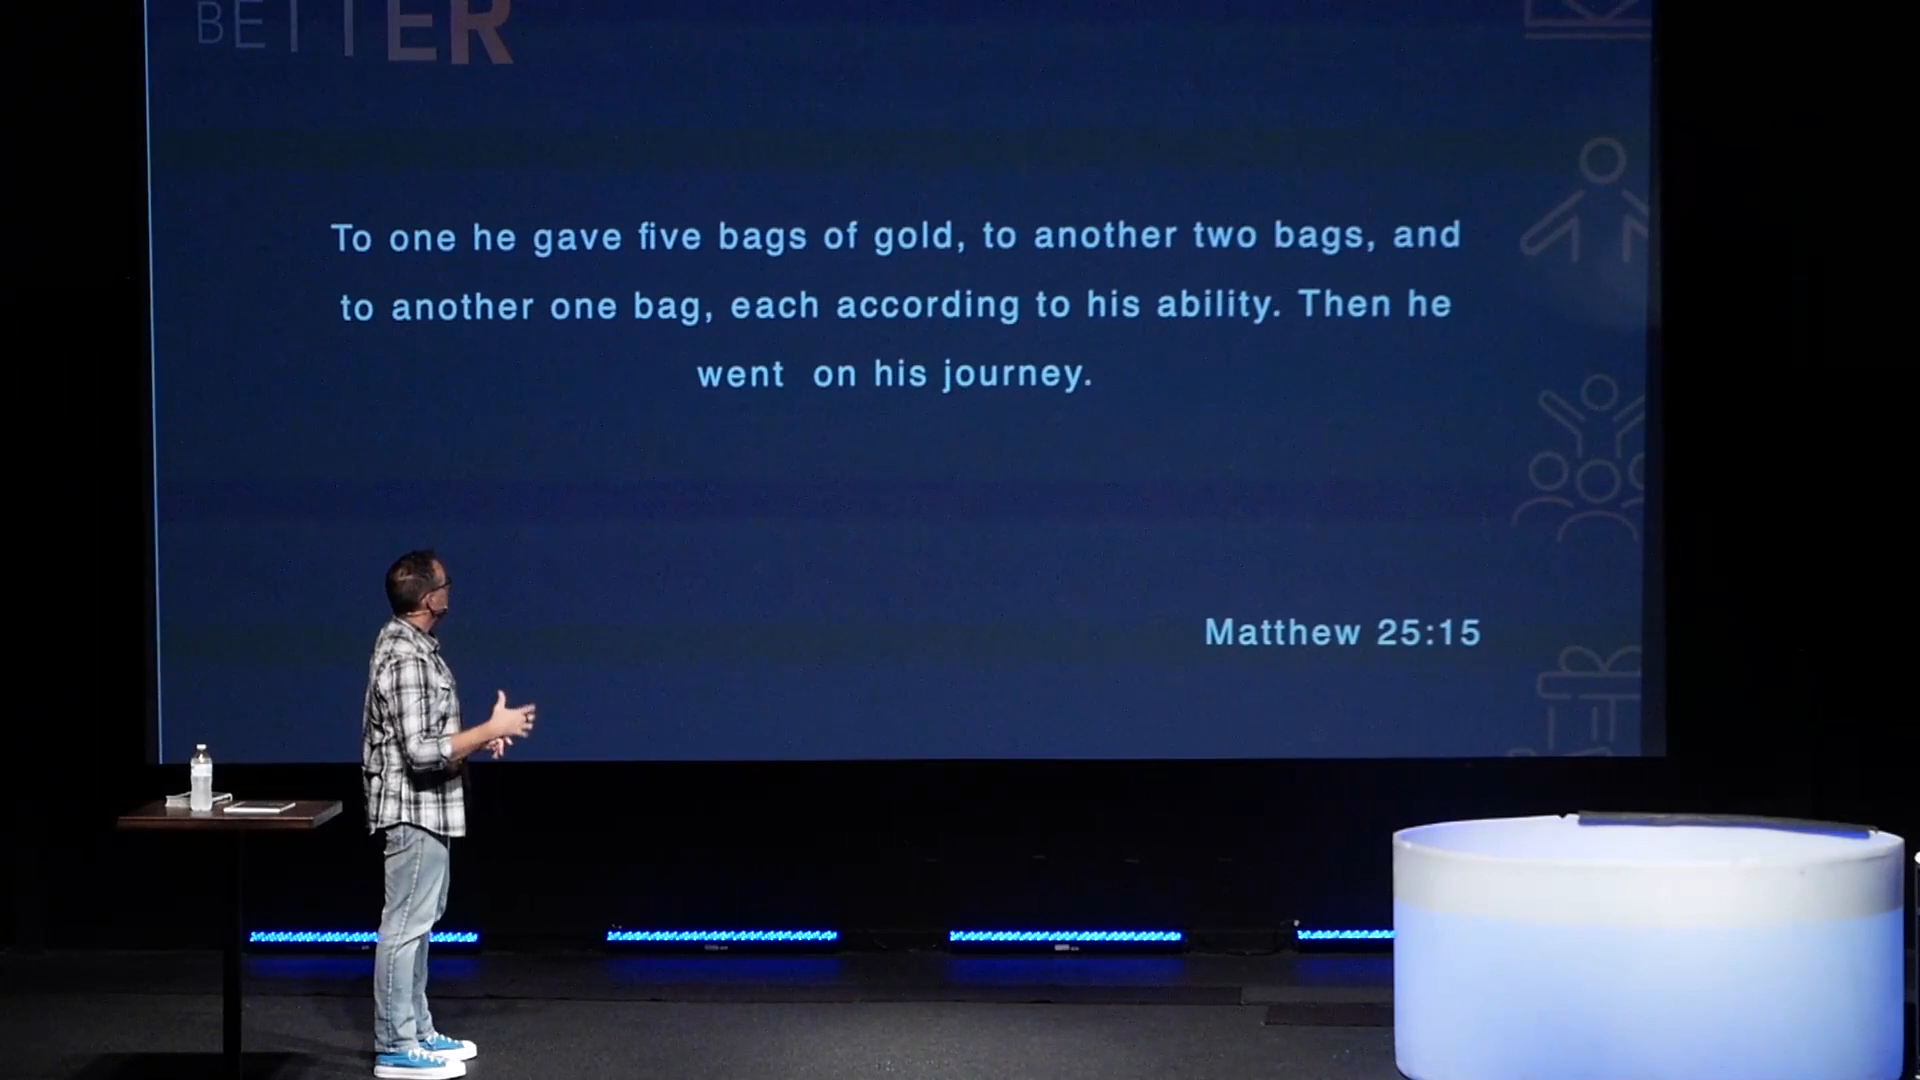 BETTER
To one he gave five bags of gold, to another two bags, and
to another one bag, each according to his ability. Then he
went on his journey.
Matthew 25:15